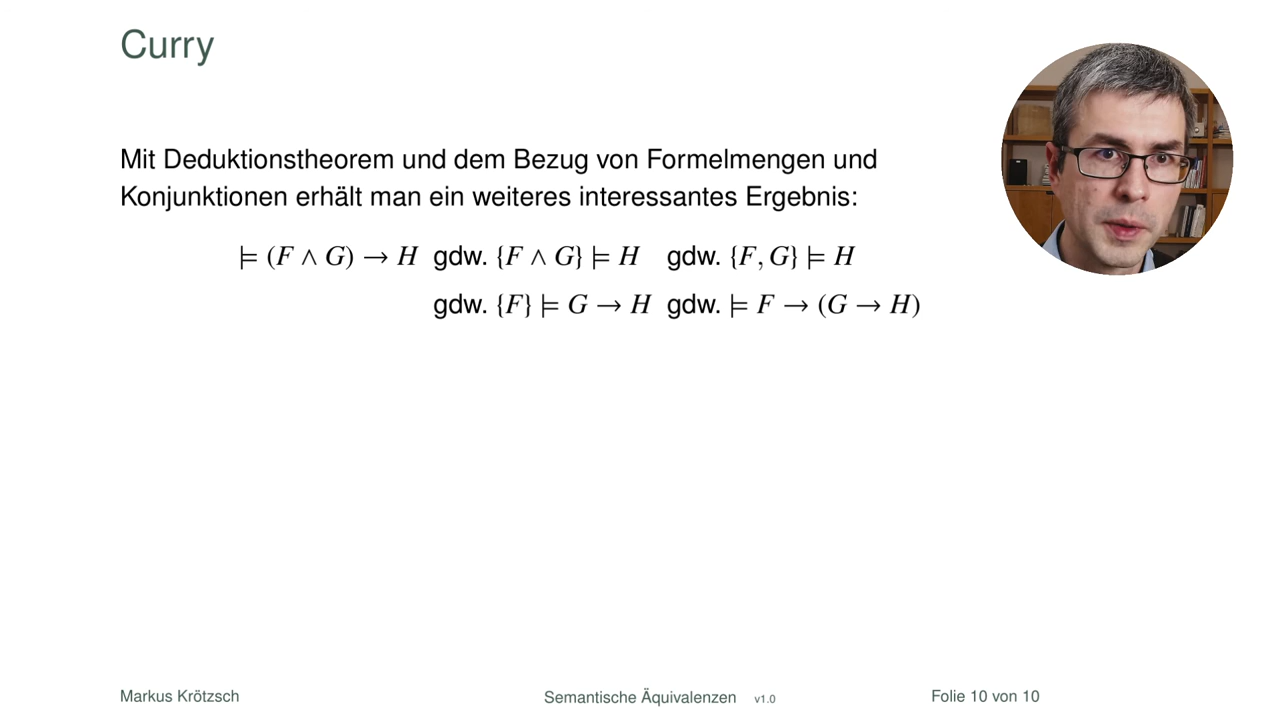 Curry
Mit Deduktionstheorem und dem Bezug von Formelmengen und
Konjunktionen erhält man ein weiteres interessantes Ergebnis:
⊨ (F ∧ G) → H gdw. {F ∧ G} ⊨ H gdw. {F, G} ⊨ H
gdw. {F} ⊨ G → H gdw. ⊨ F → (G → H)
Markus Krötzsch Semantische Äquivalenzen v1.0 Folie 10 von 10